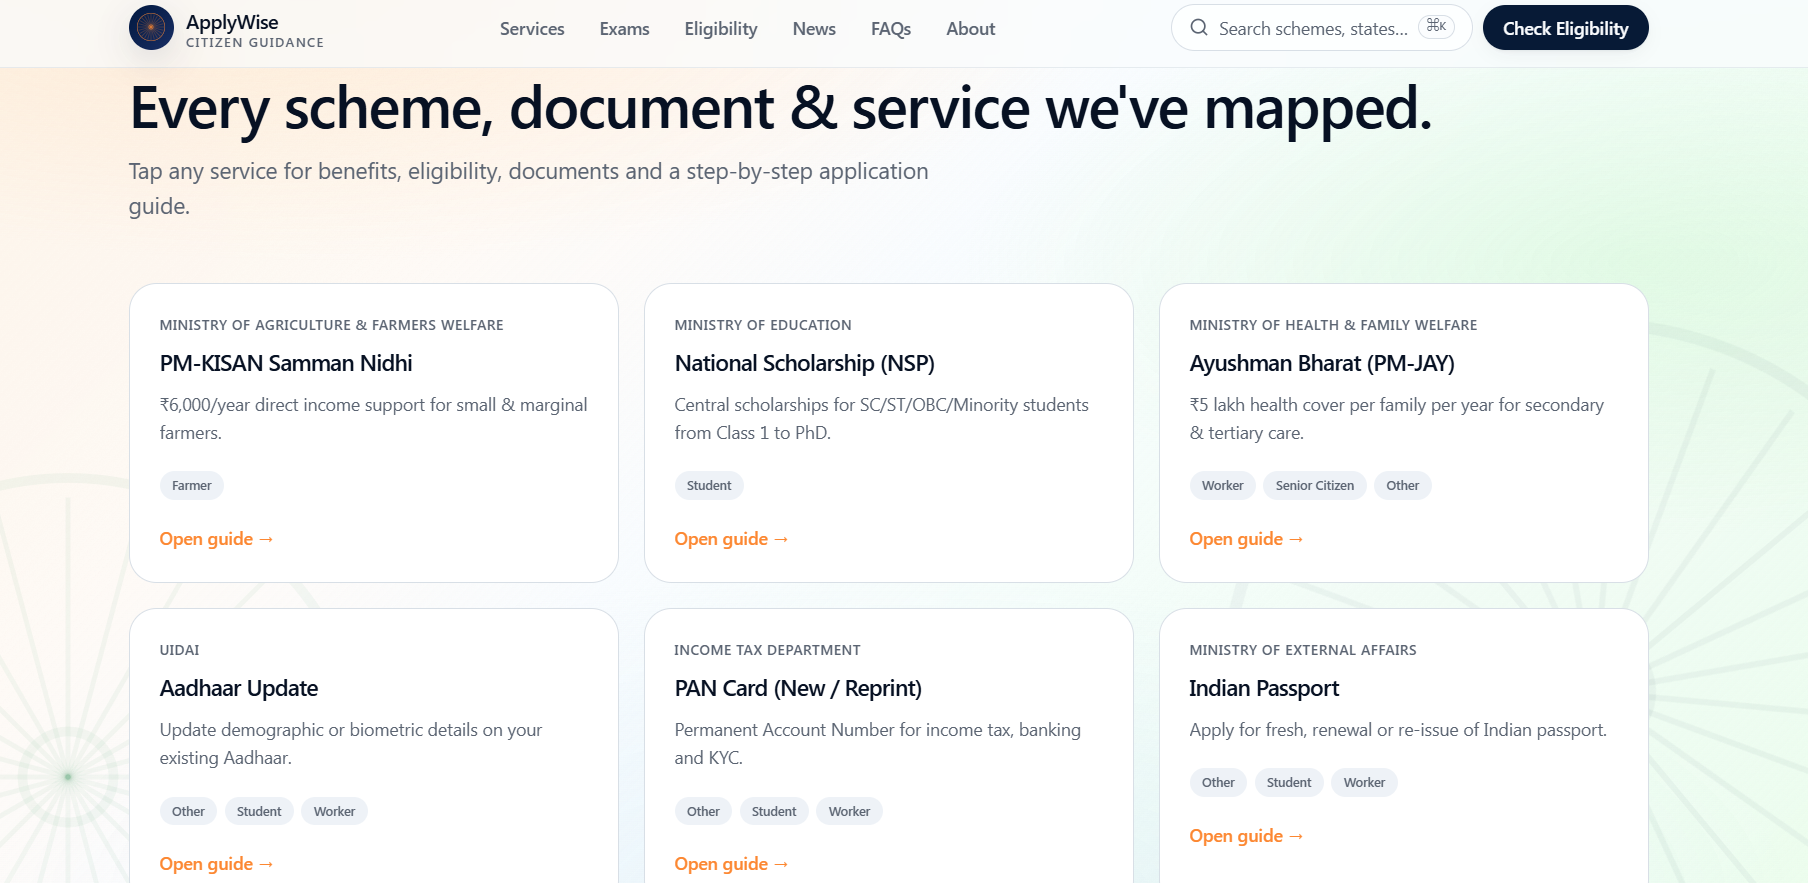 ApplyWise
CITIZEN GUIDANCE
Services
Exams
Eligibility
News
FAQs
About
Search schemes, states...
⌘K
Check Eligibility
Every scheme, document & service we've mapped.
Tap any service for benefits, eligibility, documents and a step-by-step application
guide.
MINISTRY OF AGRICULTURE & FARMERS WELFARE
PM-KISAN Samman Nidhi
₹6,000/year direct income support for small & marginal
farmers.
Farmer
Open guide →
MINISTRY OF EDUCATION
National Scholarship (NSP)
Central scholarships for SC/ST/OBC/Minority students
from Class 1 to PhD.
Student
Open guide →
MINISTRY OF HEALTH & FAMILY WELFARE
Ayushman Bharat (PM-JAY)
₹5 lakh health cover per family per year for secondary
& tertiary care.
Worker
Senior Citizen
Other
Open guide →
UIDAI
Aadhaar Update
Update demographic or biometric details on your
existing Aadhaar.
Other
Student
Worker
Open guide →
INCOME TAX DEPARTMENT
PAN Card (New / Reprint)
Permanent Account Number for income tax, banking
and KYC.
Other
Student
Worker
Open guide →
MINISTRY OF EXTERNAL AFFAIRS
Indian Passport
Apply for fresh, renewal or re-issue of Indian passport.
Other
Student
Worker
Open guide →